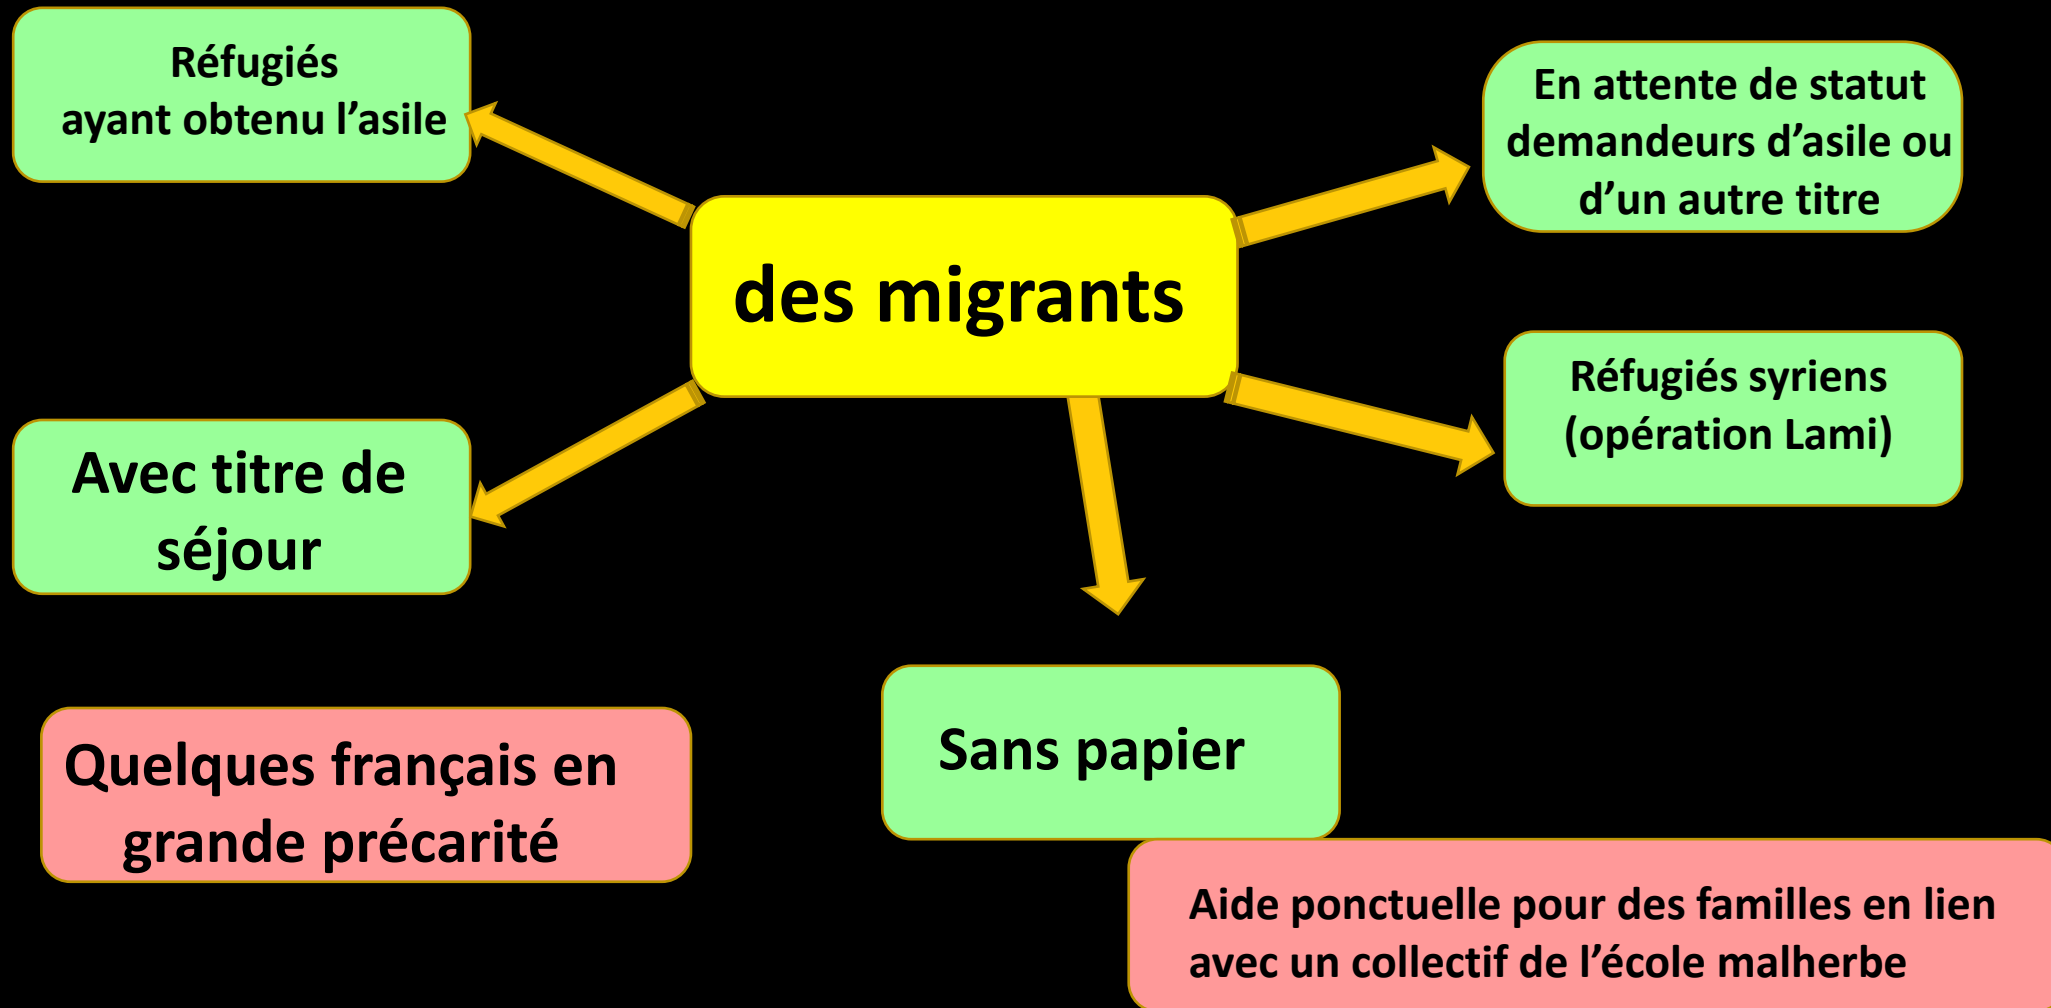 Réfugiés
ayant obtenu l’asile
En attente de statut
demandeurs d’asile ou
d’un autre titre
des migrants
Réfugiés syriens
(opération Lami)
Avec titre de
séjour
Quelques français en
grande précarité
Sans papier
Aide ponctuelle pour des familles en lien
avec un collectif de l’école malherbe